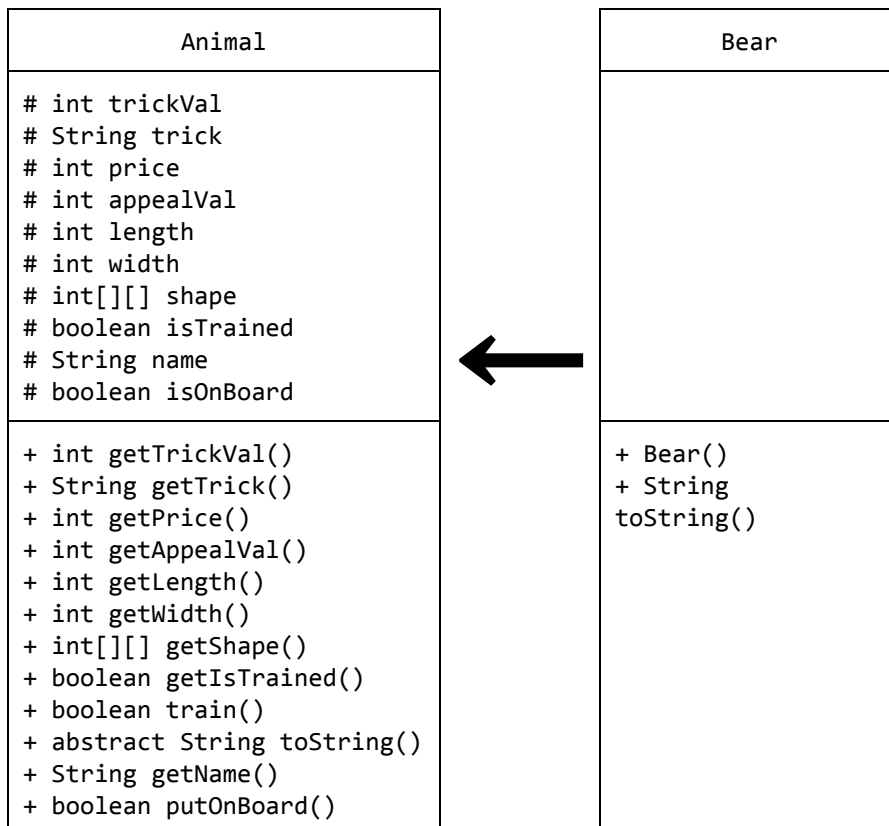 Animal
# int trickVal
# String trick
# int price
# int appealVal
# int length
# int width
# int[][] shape
# boolean isTrained
# String name
# boolean isOnBoard
+ int getTrickVal()
+ String getTrick()
+ int getPrice()
+ int getAppealVal()
+ int getLength()
+ int getWidth()
+ int[][] getShape()
+ boolean getIsTrained()
+ boolean train()
+ abstract String toString()
+ String getName()
+ boolean putOnBoard()
Bear
+ Bear()
+ String
toString()